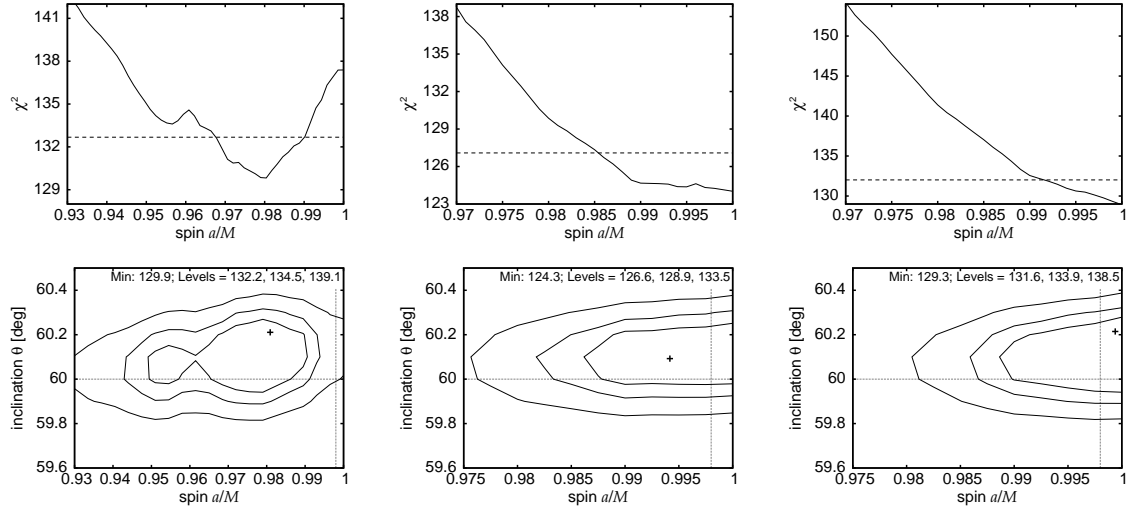 141
138
135
132
129
χ²
0.93 0.94 0.95 0.96 0.97 0.98 0.99 1
spin a/M
139
135
131
127
123
χ²
0.97 0.975 0.98 0.985 0.99 0.995 1
spin a/M
150
145
140
135
130
χ²
0.97 0.975 0.98 0.985 0.99 0.995 1
spin a/M
Min: 129.9; Levels = 132.2, 134.5, 139.1
60.4
60.2
60
59.8
59.6
inclination θ [deg]
0.93 0.94 0.95 0.96 0.97 0.98 0.99 1
spin a/M
Min: 124.3; Levels = 126.6, 128.9, 133.5
60.4
60.2
60
59.8
59.6
inclination θ [deg]
0.975 0.98 0.985 0.99 0.995 1
spin a/M
Min: 129.3; Levels = 131.6, 133.9, 138.5
60.4
60.2
60
59.8
59.6
inclination θ [deg]
0.975 0.98 0.985 0.99 0.995 1
spin a/M